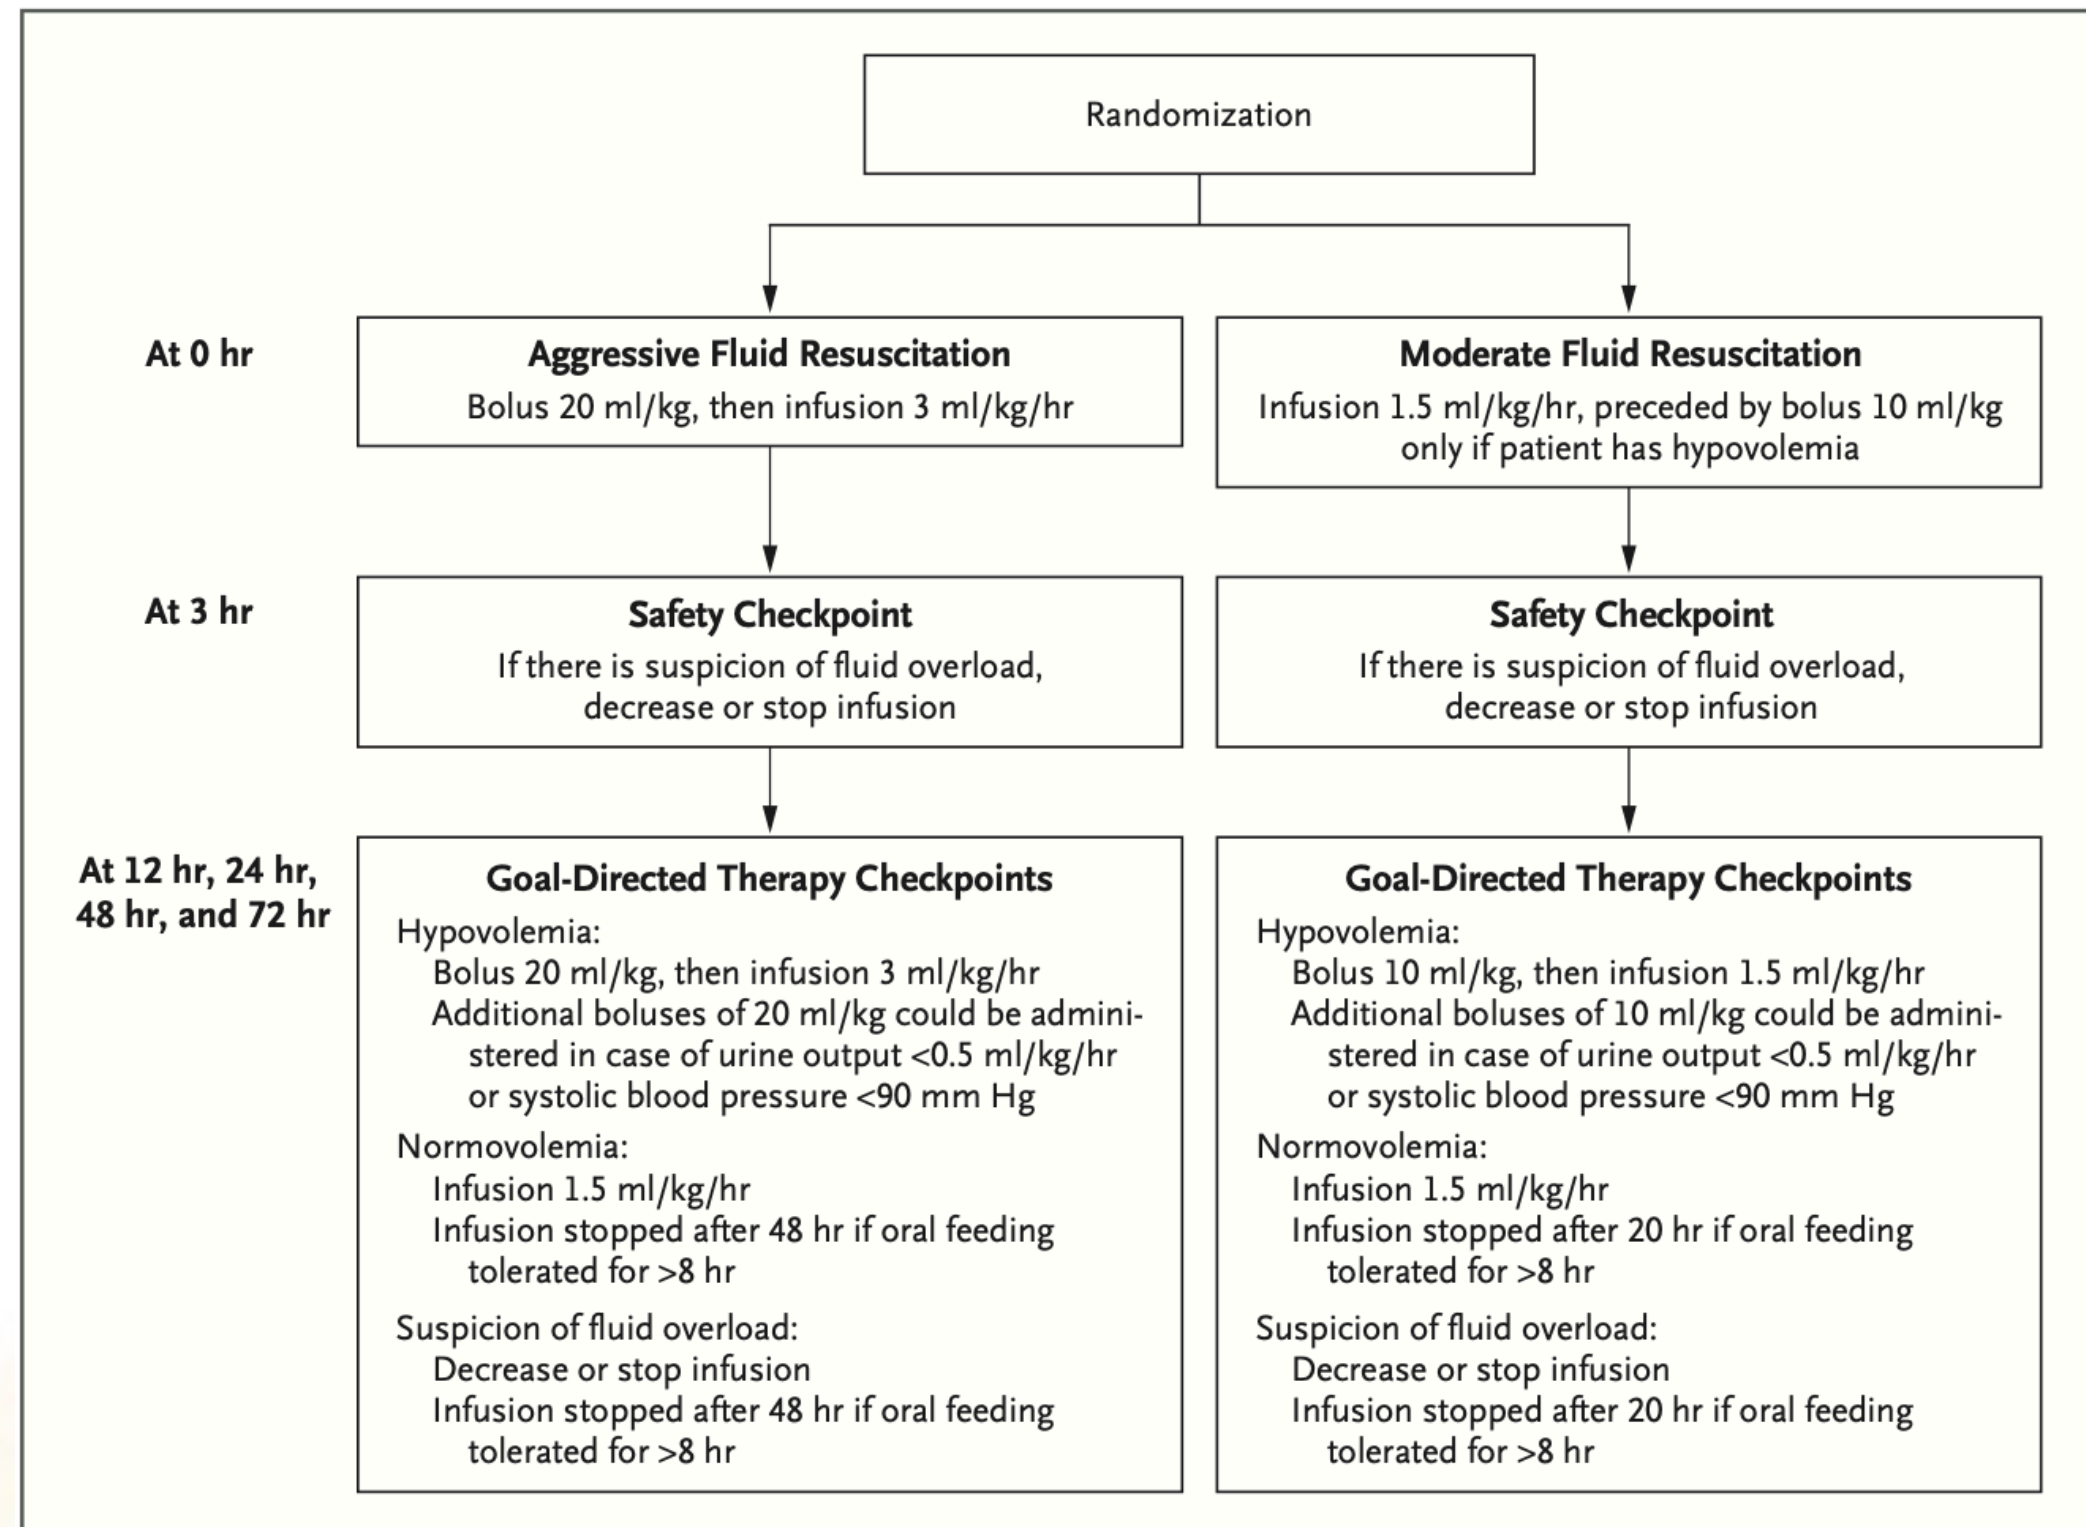 Randomization
At 0 hr
Aggressive Fluid Resuscitation
Bolus 20 ml/kg, then infusion 3 ml/kg/hr
Moderate Fluid Resuscitation
Infusion 1.5 ml/kg/hr, preceded by bolus 10 ml/kg
only if patient has hypovolemia
At 3 hr
Safety Checkpoint
If there is suspicion of fluid overload,
decrease or stop infusion
Safety Checkpoint
If there is suspicion of fluid overload,
decrease or stop infusion
At 12 hr, 24 hr,
48 hr, and 72 hr
Goal-Directed Therapy Checkpoints
Hypovolemia:
Bolus 20 ml/kg, then infusion 3 ml/kg/hr
Additional boluses of 20 ml/kg could be admini-
stered in case of urine output <0.5 ml/kg/hr
or systolic blood pressure <90 mm Hg
Normovolemia:
Infusion 1.5 ml/kg/hr
Infusion stopped after 48 hr if oral feeding
tolerated for >8 hr
Suspicion of fluid overload:
Decrease or stop infusion
Infusion stopped after 48 hr if oral feeding
tolerated for >8 hr
Goal-Directed Therapy Checkpoints
Hypovolemia:
Bolus 10 ml/kg, then infusion 1.5 ml/kg/hr
Additional boluses of 10 ml/kg could be admini-
stered in case of urine output <0.5 ml/kg/hr
or systolic blood pressure <90 mm Hg
Normovolemia:
Infusion 1.5 ml/kg/hr
Infusion stopped after 20 hr if oral feeding
tolerated for >8 hr
Suspicion of fluid overload:
Decrease or stop infusion
Infusion stopped after 20 hr if oral feeding
tolerated for >8 hr